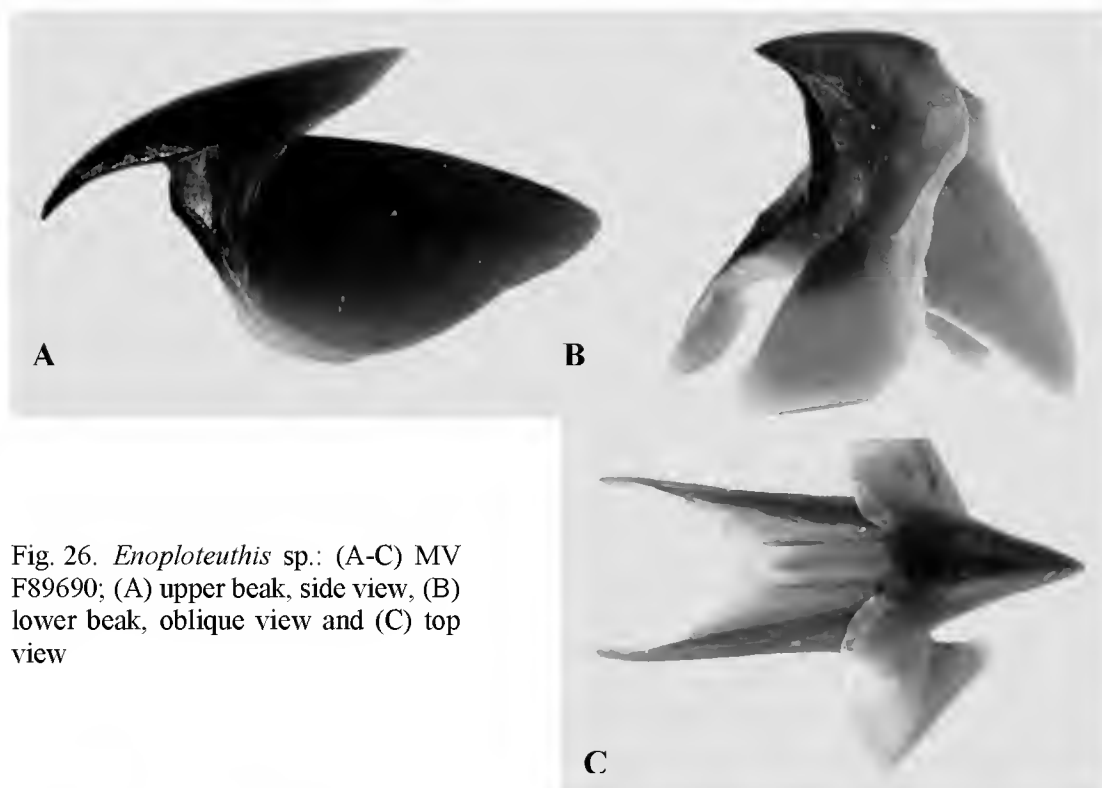 A
B
Fig. 26. Enoploteuthis sp.: (A-C) MV
F89690; (A) upper beak, side view, (B)
lower beak, oblique view and (C) top
view
C